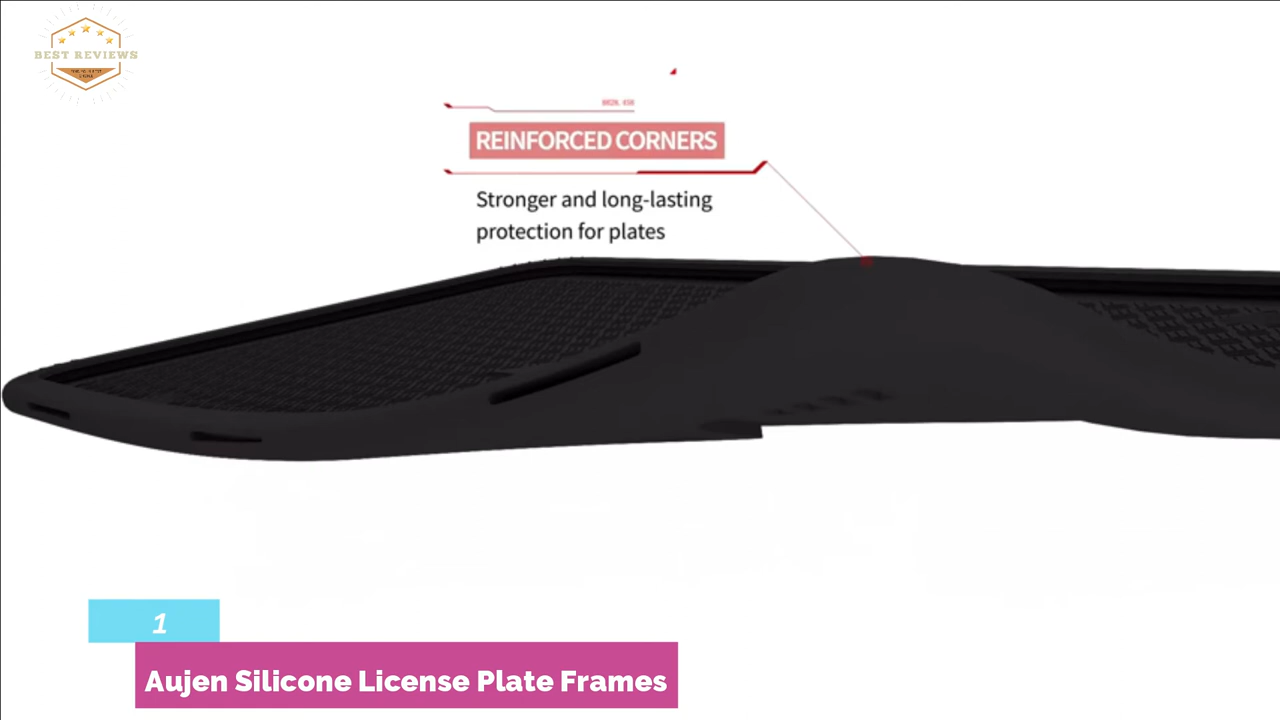 BEST REVIEWS
REINFORCED CORNERS
Stronger and long-lasting
protection for plates
1
Aujen Silicone License Plate Frames